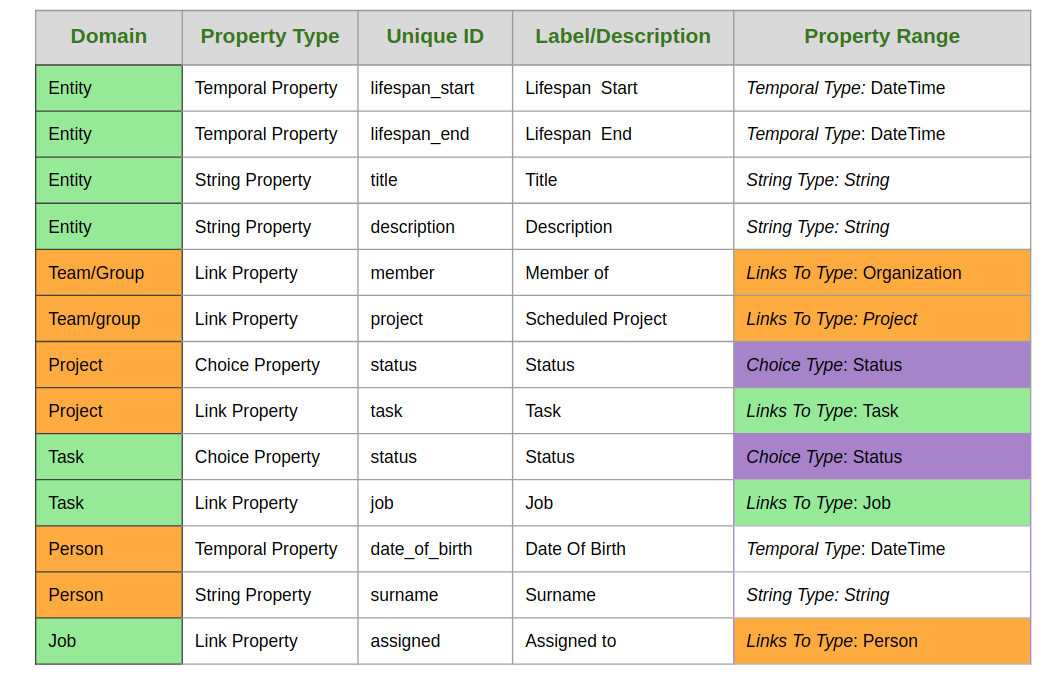 Domain Property Type Unique ID Label/Description Property Range
Entity Temporal Property lifespan_start Lifespan  Start Temporal Type: DateTime
Entity Temporal Property lifespan_end Lifespan  End Temporal Type: DateTime
Entity String Property title Title String Type: String
Entity String Property description Description String Type: String
Team/Group Link Property member Member of Links To Type: Organization
Team/group Link Property project Scheduled Project Links To Type: Project
Project Choice Property status Status Choice Type: Status
Project Link Property task Task Links To Type: Task
Task Choice Property status Status Choice Type: Status
Task Link Property job Job Links To Type: Job
Person Temporal Property date_of_birth Date Of Birth Temporal Type: DateTime
Person String Property surname Surname String Type: String
Job Link Property assigned Assigned to Links To Type: Person